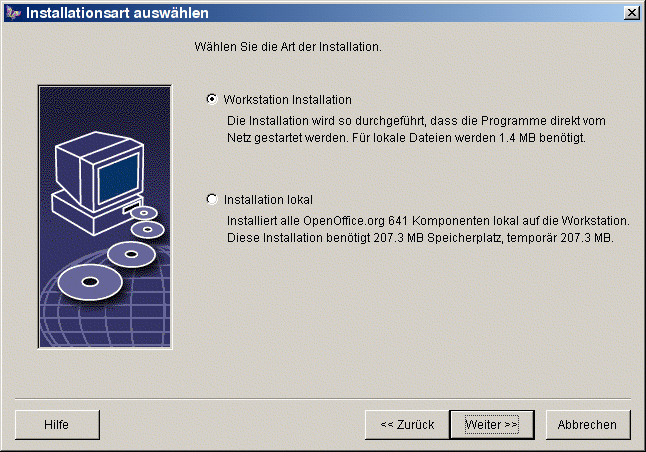 Installationsart auswählen
Wählen Sie die Art der Installation.
Workstation Installation
Die Installation wird so durchgeführt, dass die Programme direkt vom
Netz gestartet werden. Für lokale Dateien werden 1.4 MB benötigt.
Installation lokal
Installiert alle OpenOffice.org 641 Komponenten lokal auf die Workstation.
Diese Installation benötigt 207.3 MB Speicherplatz, temporär 207.3 MB.
Hilfe
<< Zurück
Weiter >>
Abbrechen